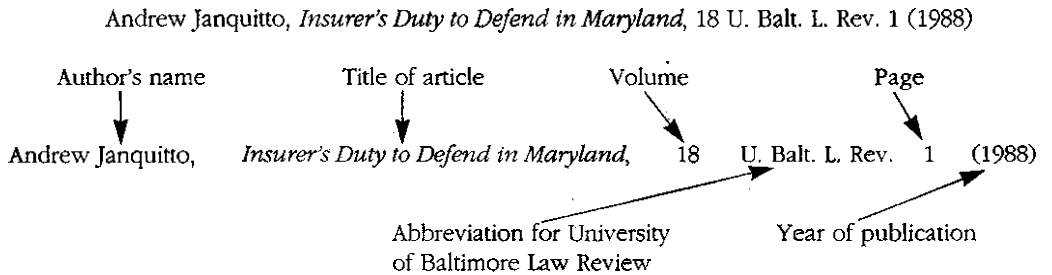 Andrew Janquitto, Insurer's Duty to Defend in Maryland, 18 U. Balt. L. Rev. 1 (1988)
Author's name Title of article Volume Page
Andrew Janquitto, Insurer's Duty to Defend in Maryland, 18 U. Balt. L. Rev. 1 (1988)
Abbreviation for University Year of publication
of Baltimore Law Review